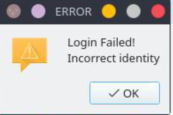 ERROR
Login Failed!
Incorrect identity
✓ OK